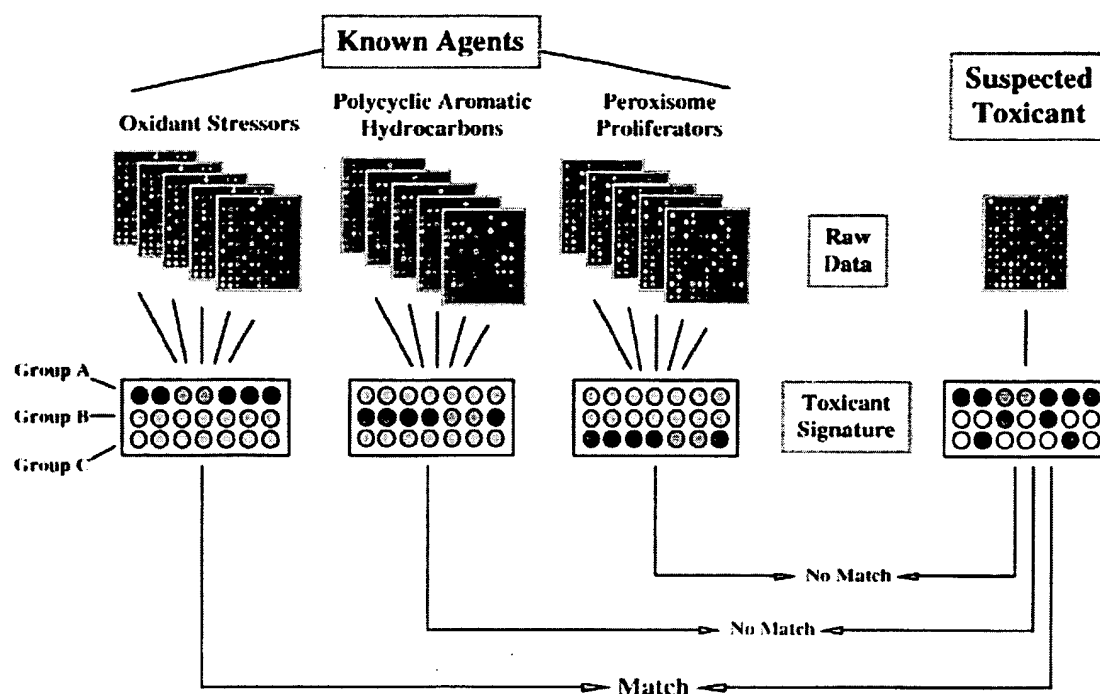 Known Agents
Suspected
Toxicant
Oxidant Stressors
Polycyclic Aromatic
Hydrocarbons
Peroxisome
Proliferators
Raw
Data
Group A
Group B
Group C
Toxicant
Signature
No Match
No Match
Match